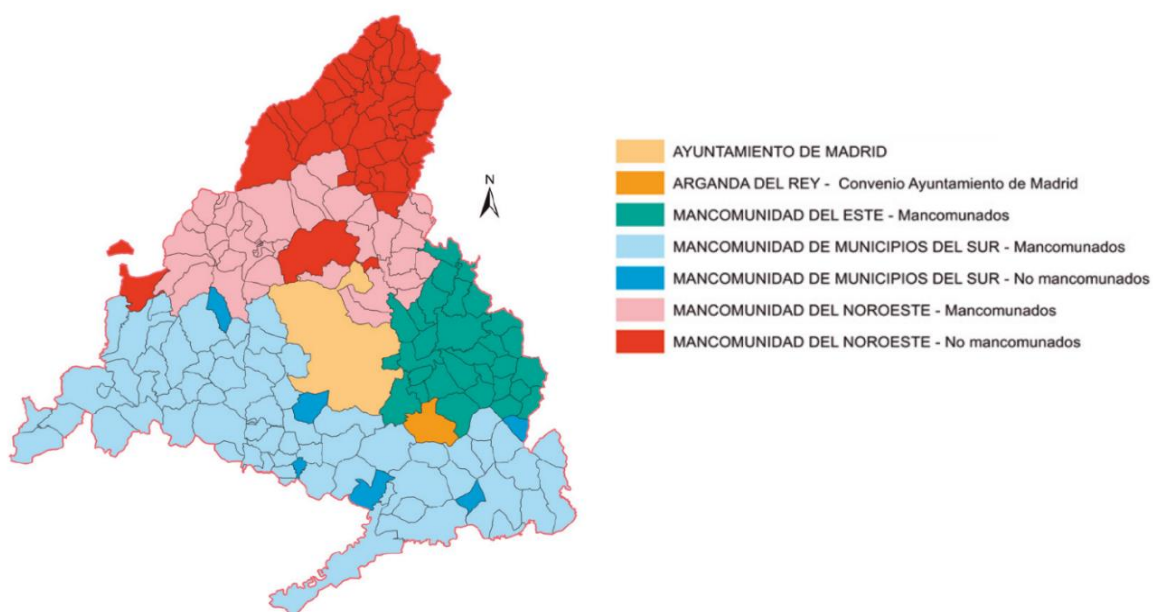 N
AYUNTAMIENTO DE MADRID
ARGANDA DEL REY - Convenio Ayuntamiento de Madrid
MANCOMUNIDAD DEL ESTE - Mancomunados
MANCOMUNIDAD DE MUNICIPIOS DEL SUR - Mancomunados
MANCOMUNIDAD DE MUNICIPIOS DEL SUR - No mancomunados
MANCOMUNIDAD DEL NOROESTE - Mancomunados
MANCOMUNIDAD DEL NOROESTE - No mancomunados